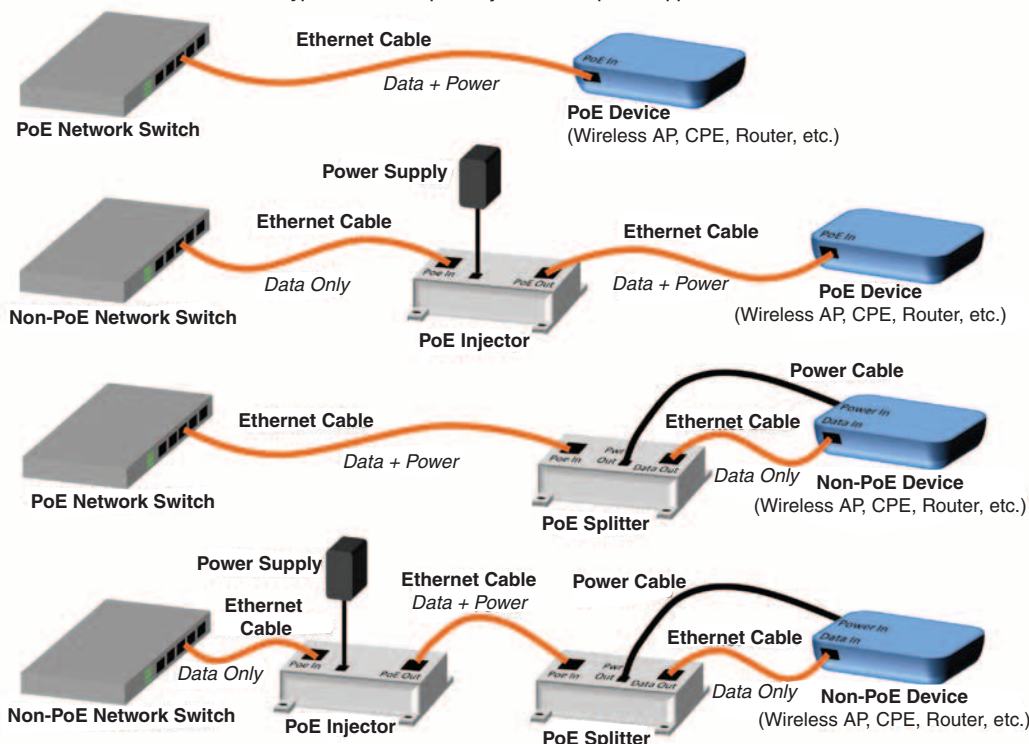 Ethernet Cable
Data + Power
PoE In
PoE Network Switch
PoE Device
(Wireless AP, CPE, Router, etc.)
Power Supply
Ethernet Cable
Data Only
Poe In
PoE Out
Ethernet Cable
Data + Power
PoE In
Non-PoE Network Switch
PoE Injector
PoE Device
(Wireless AP, CPE, Router, etc.)
Power Cable
Ethernet Cable
Data + Power
Ethernet Cable
Power In
Data In
Poe In
Pwr
Out
Data Out
Data Only
PoE Network Switch
PoE Splitter
Non-PoE Device
(Wireless AP, CPE, Router, etc.)
Power Supply
Ethernet
Cable
Data Only
Poe In
PoE Out
Ethernet Cable
Data + Power
Power Cable
Ethernet Cable
Power In
Data In
Poe In
Pwr
Out
Data Out
Data Only
Non-PoE Network Switch
PoE Injector
PoE Splitter
Non-PoE Device
(Wireless AP, CPE, Router, etc.)